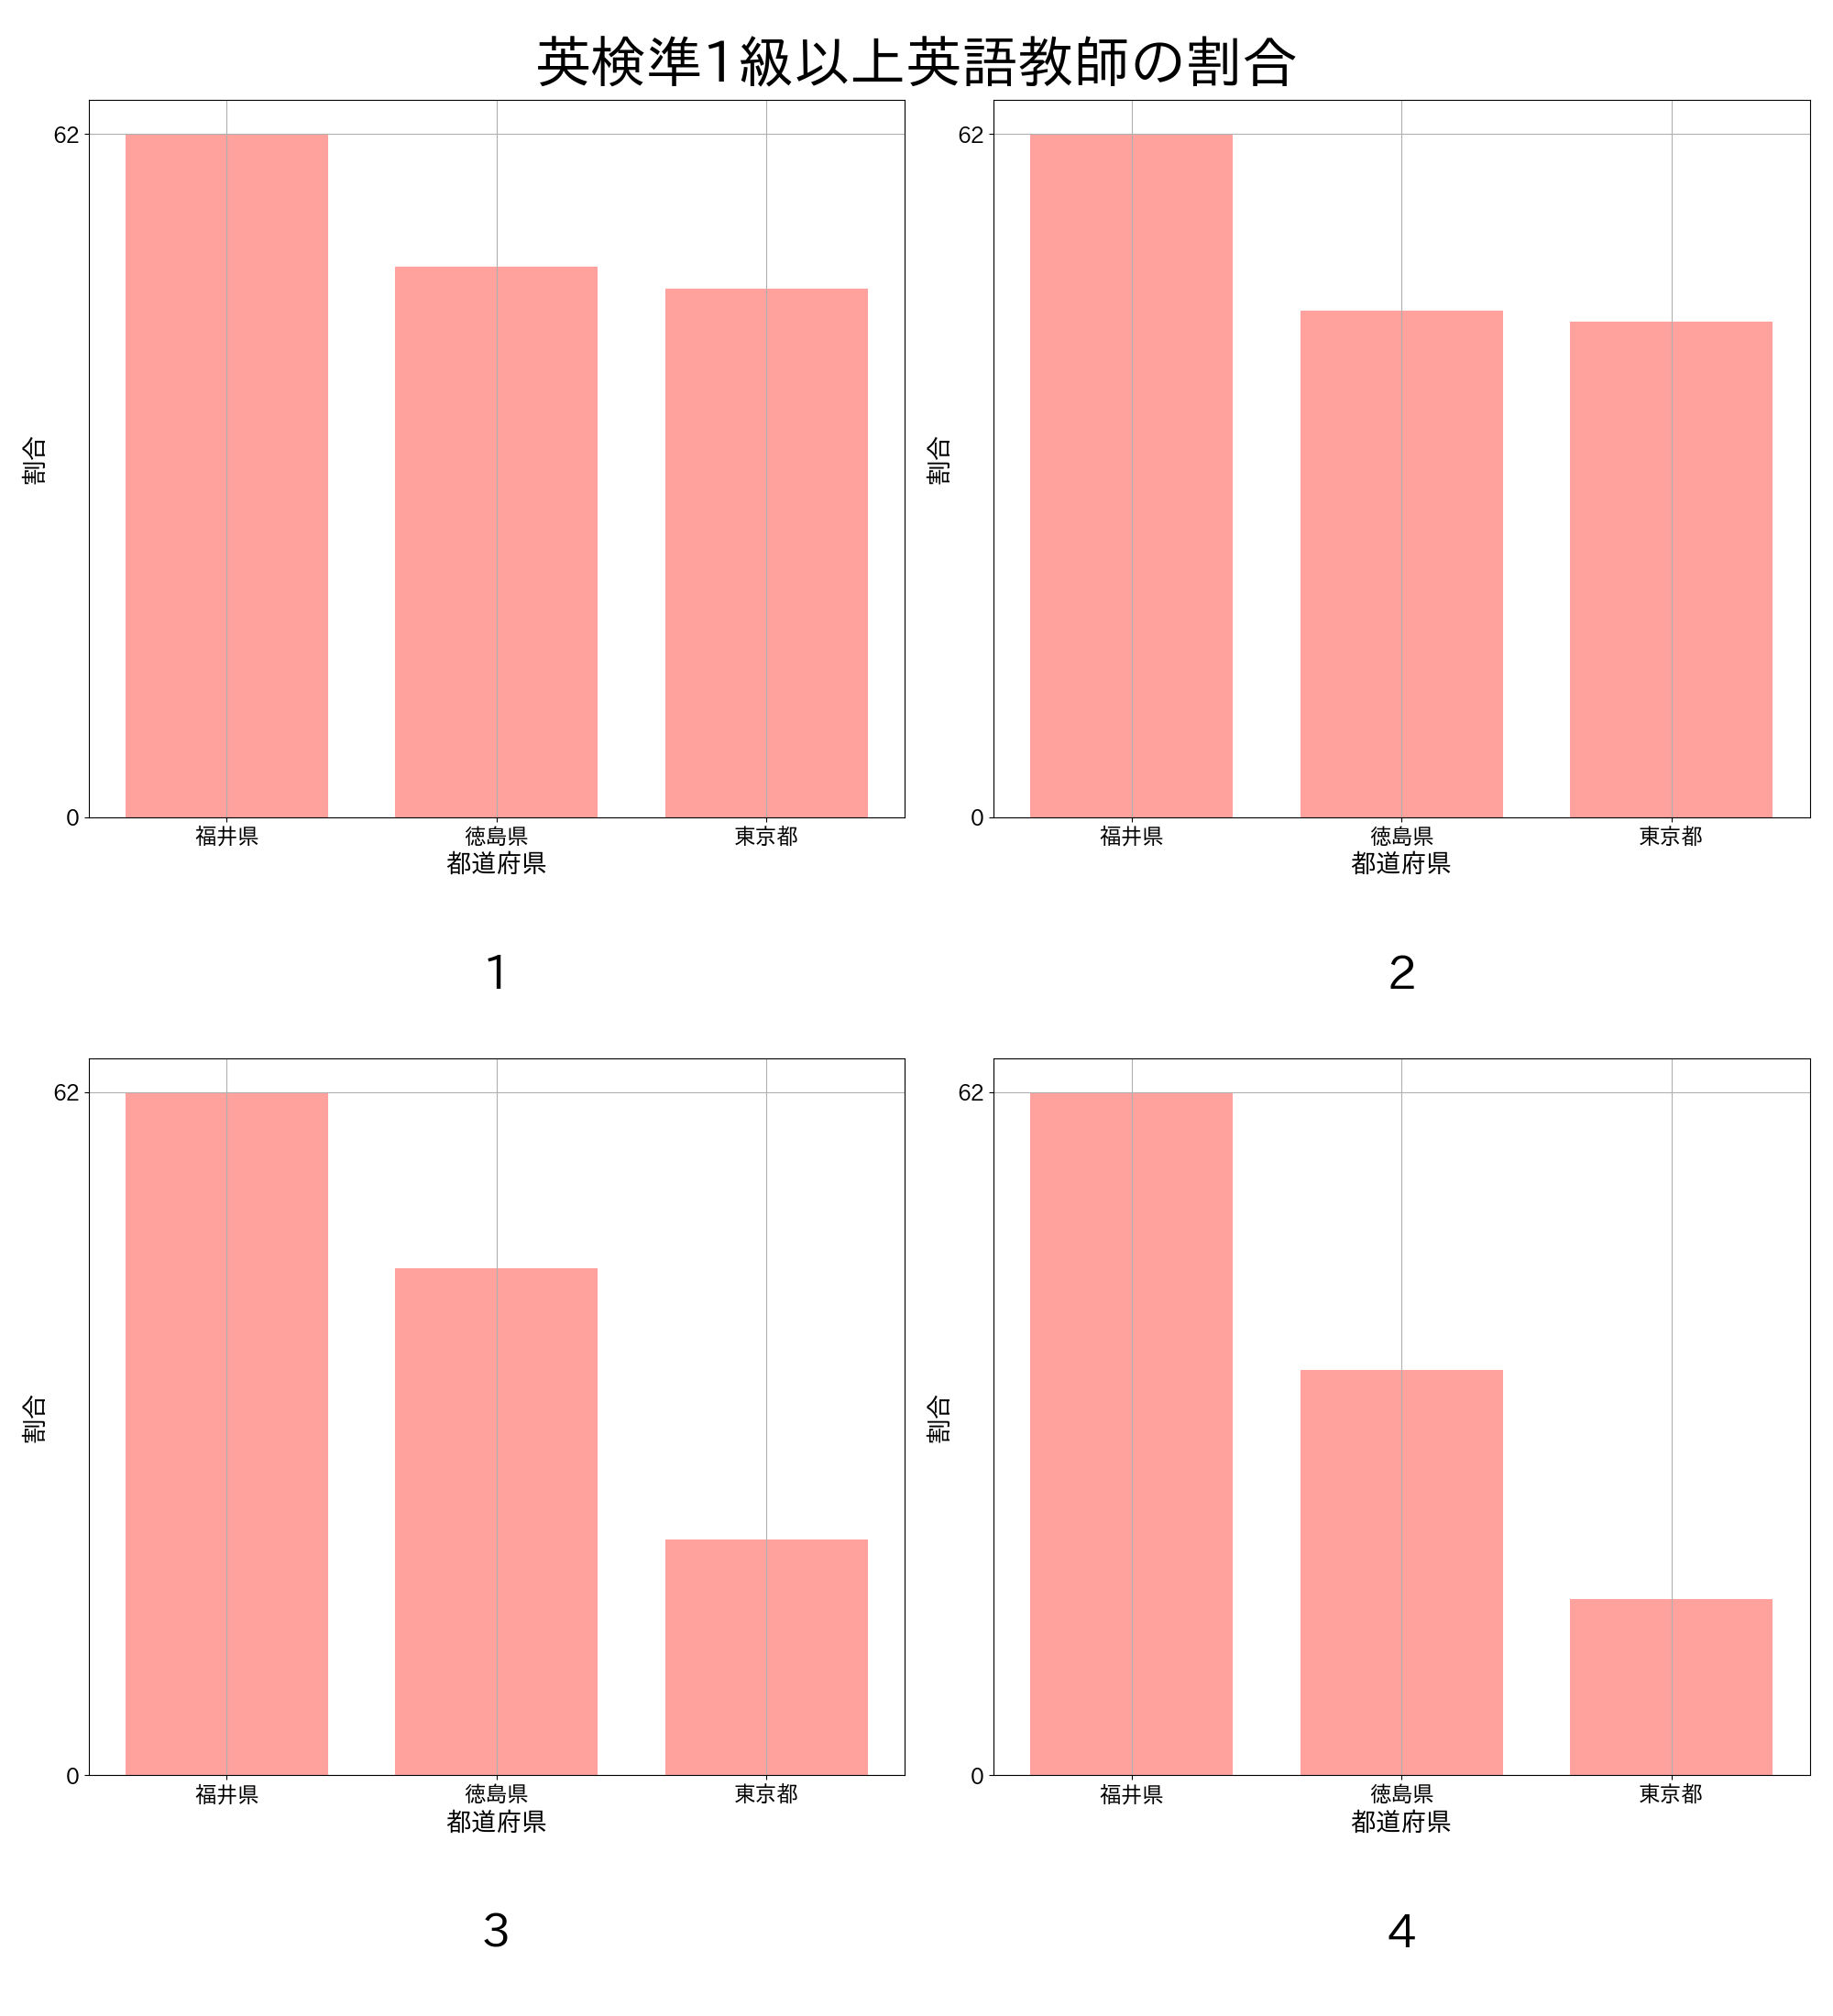 英検準1級以上英語教師の割合
62
0
割合
福井県 徳島県 東京都
都道府県
1
62
0
割合
福井県 徳島県 東京都
都道府県
2
62
0
割合
福井県 徳島県 東京都
都道府県
3
62
0
割合
福井県 徳島県 東京都
都道府県
4